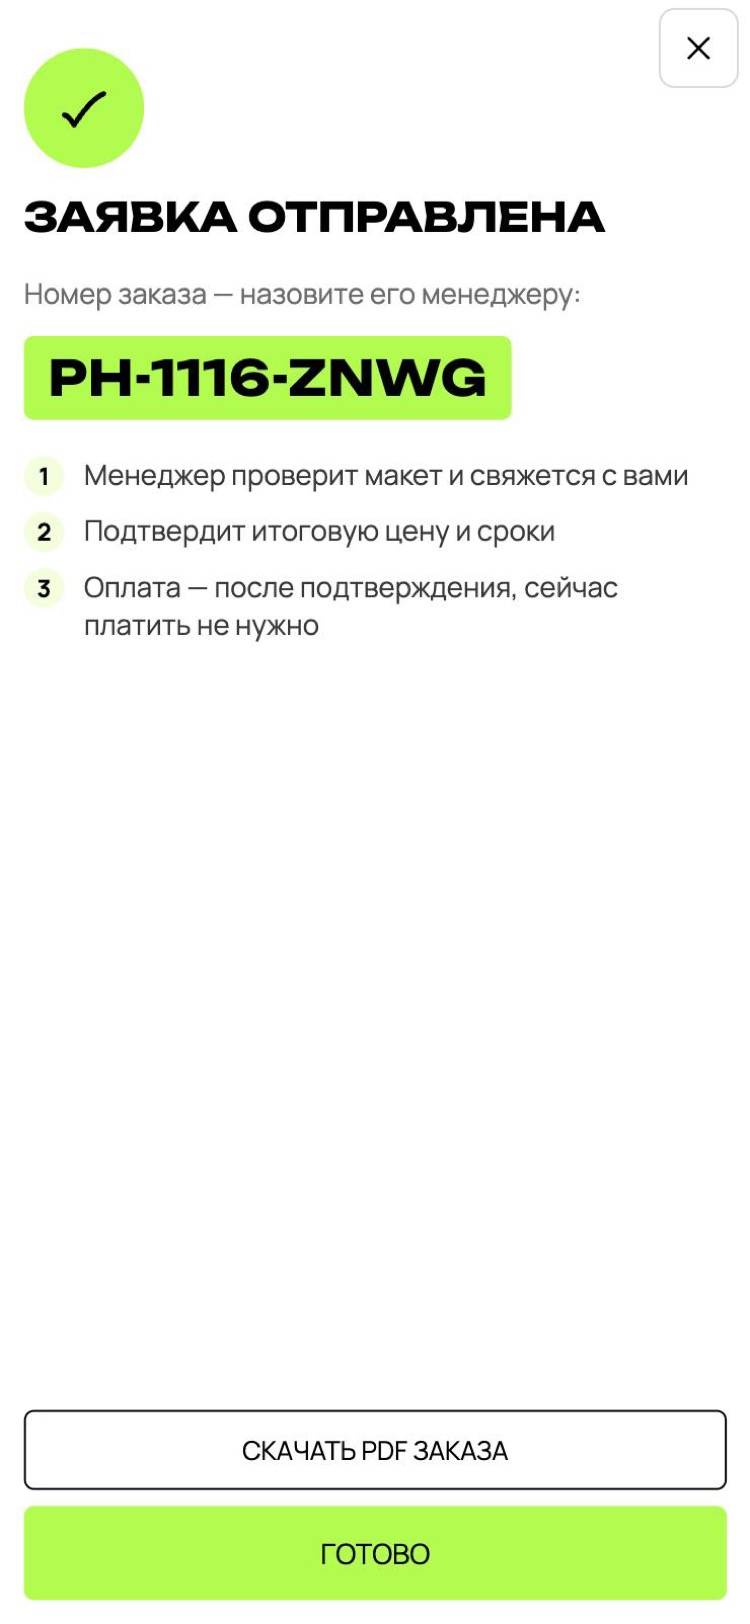 ЗАЯВКА ОТПРАВЛЕНА
Номер заказа — назовите его менеджеру:
PH-1116-ZNWG
1 Менеджер проверит макет и свяжется с вами
2 Подтвердит итоговую цену и сроки
3 Оплата — после подтверждения, сейчас
платить не нужно
СКАЧАТЬ PDF ЗАКАЗА
ГОТОВО